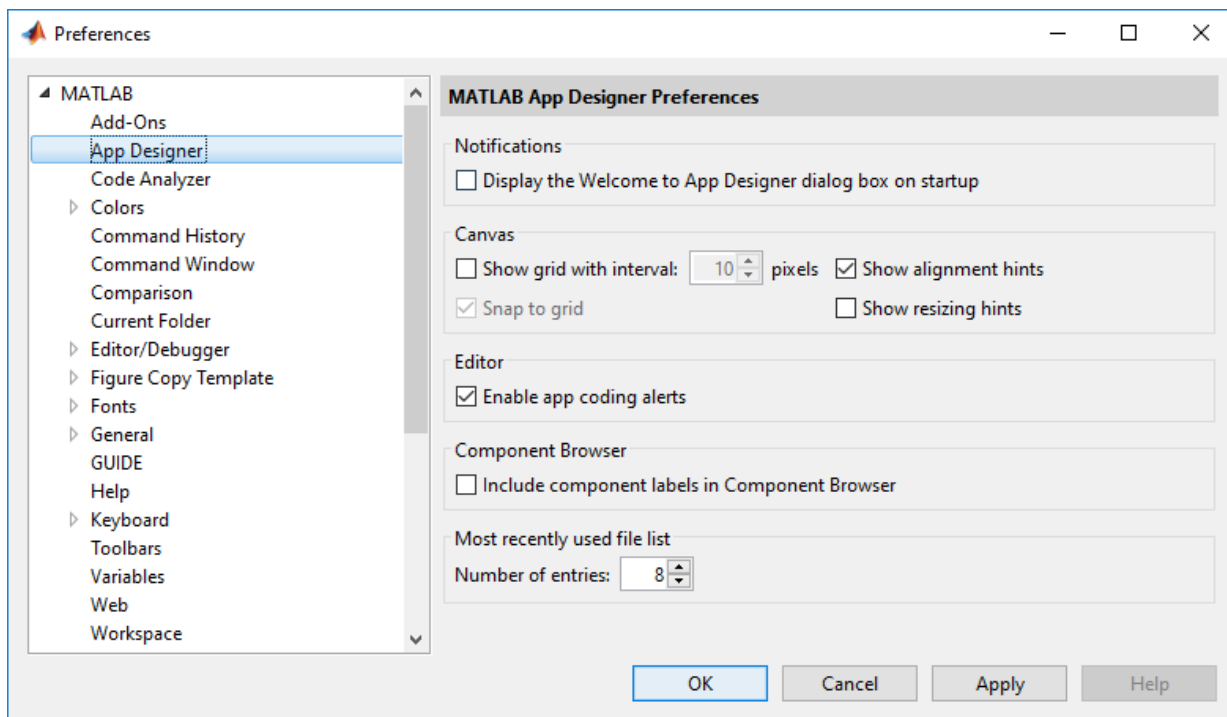 Preferences
MATLAB
Add-Ons
App Designer
Code Analyzer
Colors
Command History
Command Window
Comparison
Current Folder
Editor/Debugger
Figure Copy Template
Fonts
General
GUIDE
Help
Keyboard
Toolbars
Variables
Web
Workspace
MATLAB App Designer Preferences
Notifications
Display the Welcome to App Designer dialog box on startup
Canvas
Show grid with interval: 10 pixels Show alignment hints
Snap to grid Show resizing hints
Editor
Enable app coding alerts
Component Browser
Include component labels in Component Browser
Most recently used file list
Number of entries: 8
OK Cancel Apply Help